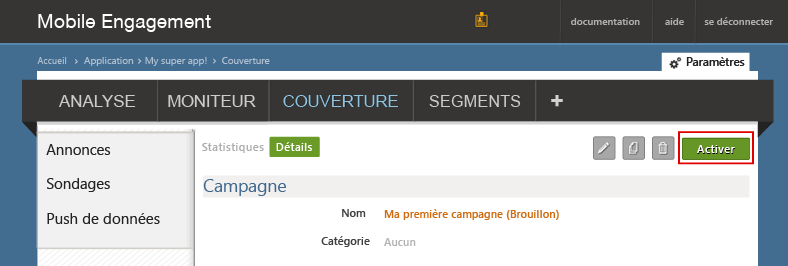 Mobile Engagement
documentation aide se déconnecter
Accueil > Application > My super app! > Couverture
Paramètres
ANALYSE MONITEUR COUVERTURE SEGMENTS +
Annonces
Sondages
Push de données
Statistiques Détails Activer
Campagne
Nom Ma première campagne (Brouillon)
Catégorie Aucun